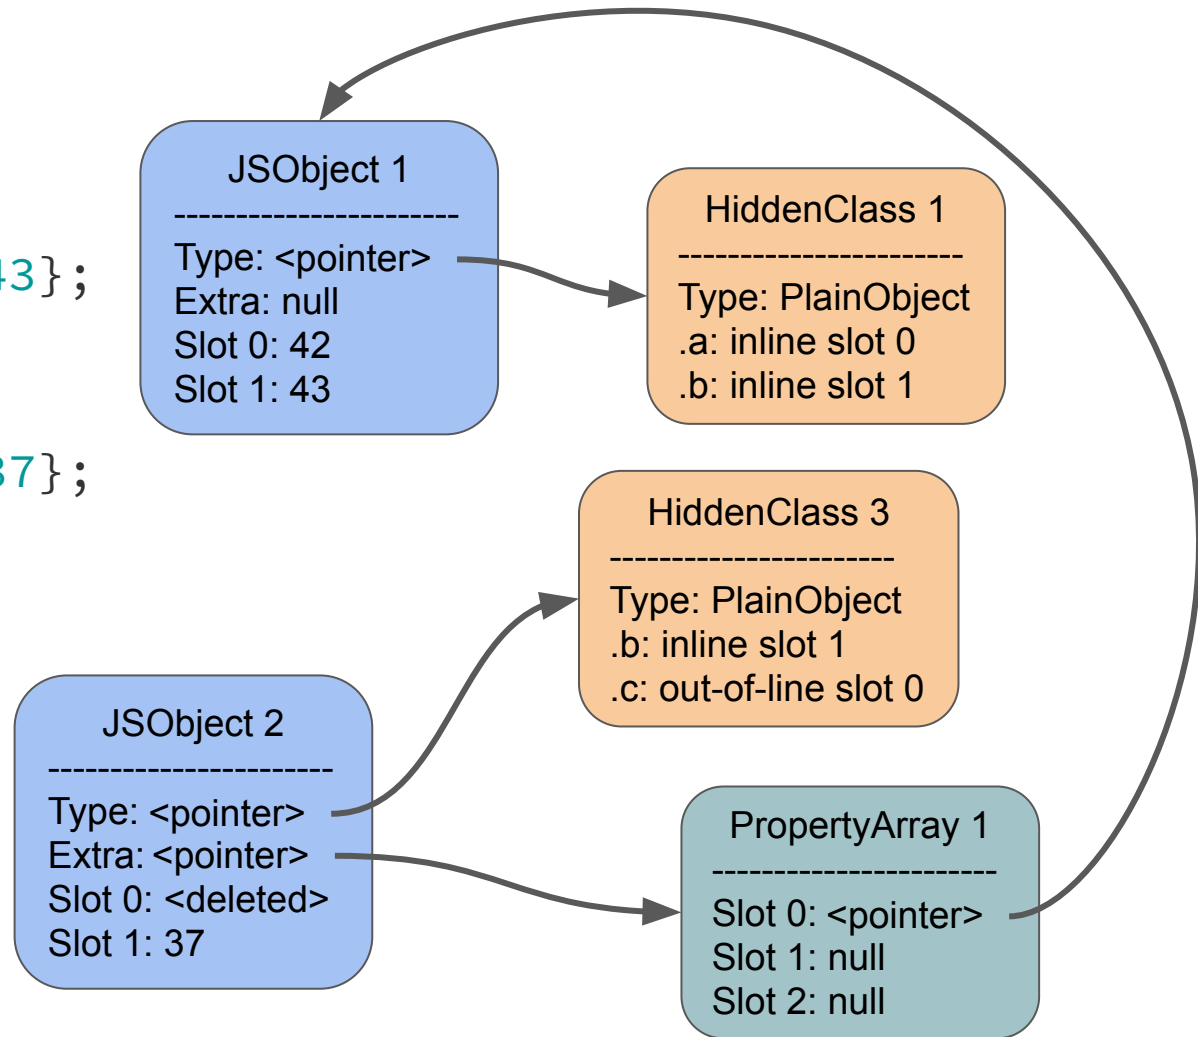 JSObject 1
-----------------------
Type: <pointer>
Extra: null
Slot 0: 42
Slot 1: 43
HiddenClass 1
-----------------------
Type: PlainObject
.a: inline slot 0
.b: inline slot 1
43};
37};
HiddenClass 3
-----------------------
Type: PlainObject
.b: inline slot 1
.c: out-of-line slot 0
JSObject 2
-----------------------
Type: <pointer>
Extra: <pointer>
Slot 0: <deleted>
Slot 1: 37
PropertyArray 1
-----------------------
Slot 0: <pointer>
Slot 1: null
Slot 2: null